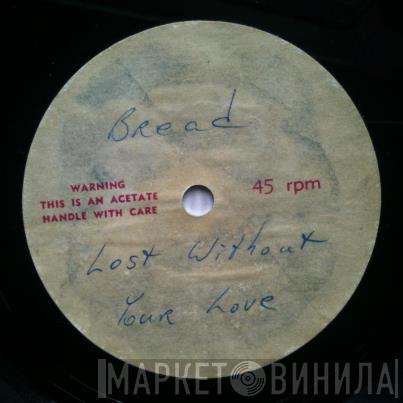 Bread
WARNING
THIS IS AN ACETATE
HANDLE WITH CARE
45 rpm
Lost Without
Your Love
МАРКЕТ ВИНИЛА